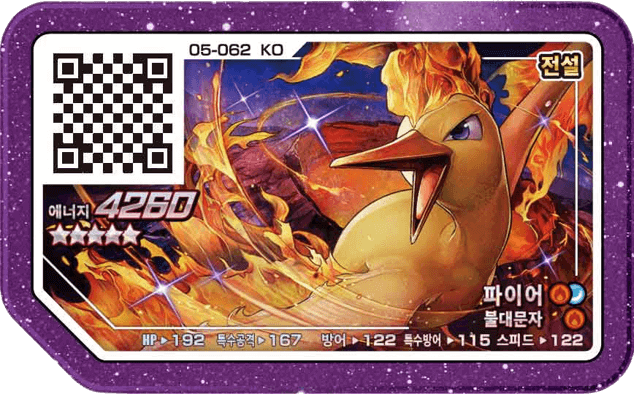 05-062 KO
전설
에너지 4260
파이어
불대문자
HP ▶ 192 특수공격 ▶ 167 방어 ▶ 122 특수방어 ▶ 115 스피드 ▶ 122